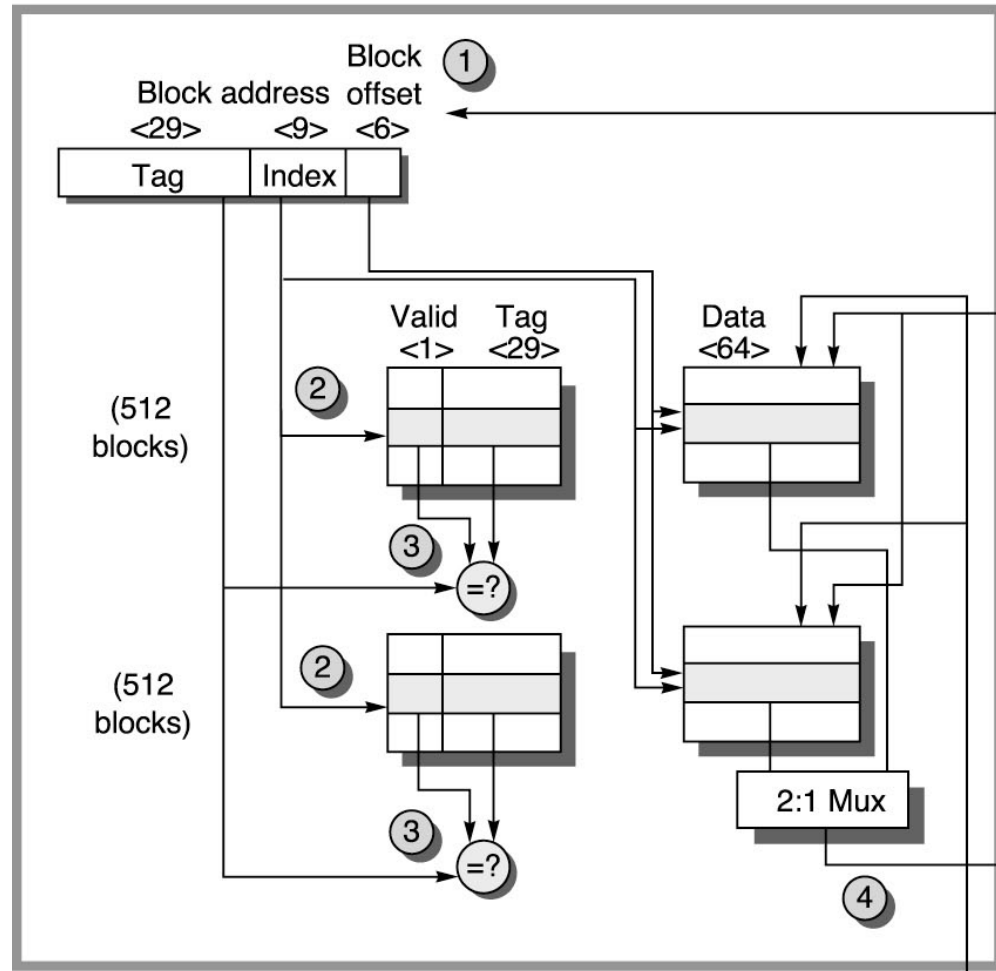 Block
1
Block address offset
<29> <9> <6>
Tag Index
Valid Tag Data
<1> <29> <64>
2
(512
blocks)
3
=?
2
(512
blocks)
2:1 Mux
3
=?
4